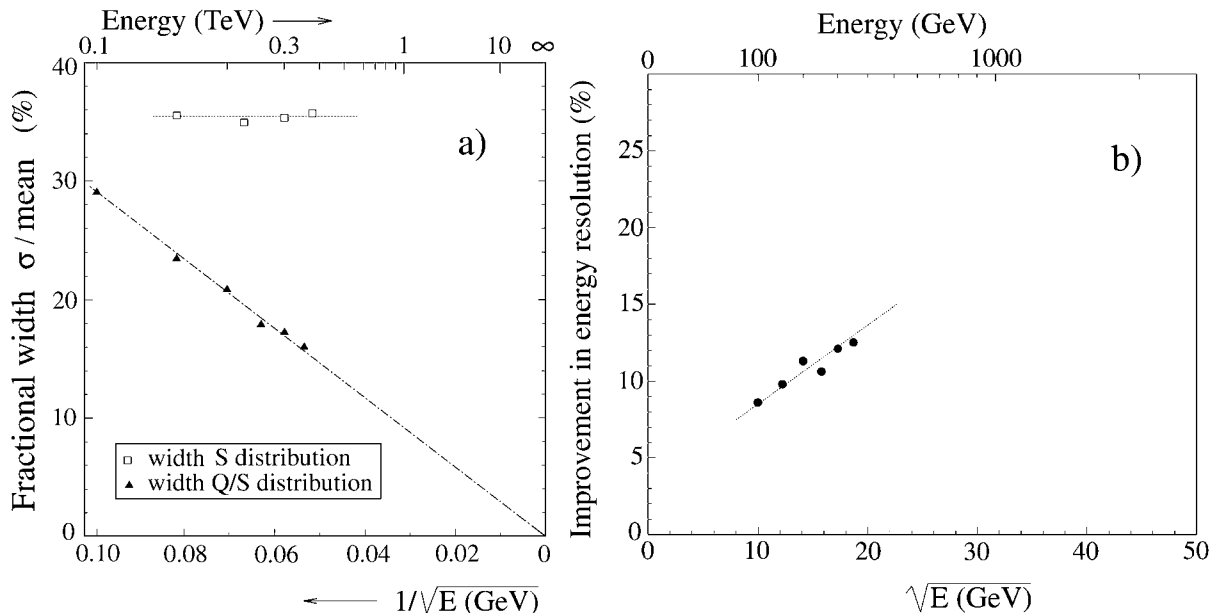 Energy (TeV)
0.1 0.3 1 10 ∞
40
30
20
10
0
Fractional width σ / mean (%)
a)
width S distribution
width Q/S distribution
0.10 0.08 0.06 0.04 0.02 0
1/√E (GeV)
Energy (GeV)
0 100 1000
25
20
15
10
5
0
Improvement in energy resolution (%)
b)
0 10 20 30 40 50
√E (GeV)